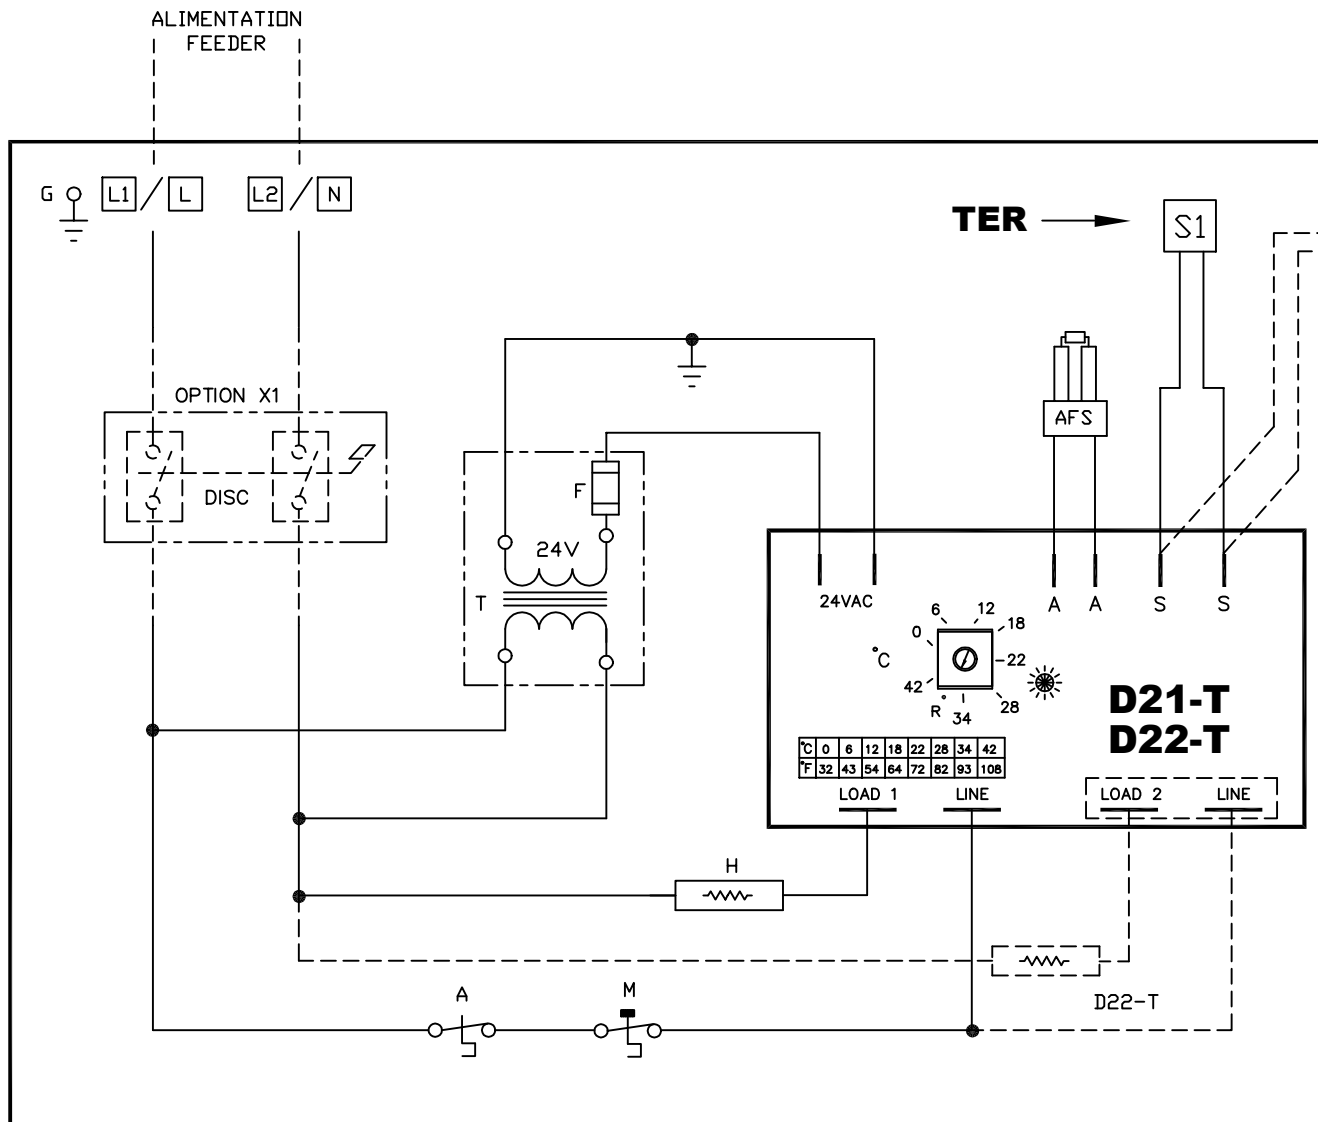 ALIMENTATION
FEEDER
G
L1 / L
L2 / N
TER
S1
OPTION X1
DISC
AFS
F
24V
T
24VAC
A
A
S
S
0
6
12
18
22
28
34
42
°C
R°
D21-T
D22-T
°C 0 6 12 18 22 28 34 42
°F 32 43 54 64 72 82 93 108
LOAD 1
LINE
LOAD 2
LINE
H
D22-T
A
M